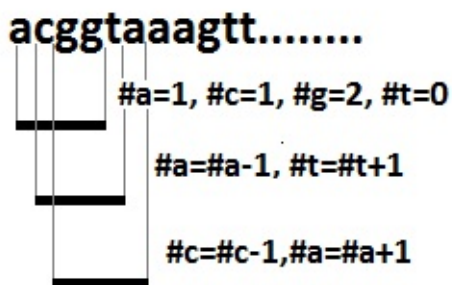 acggtaaagtt........
#a=1, #c=1, #g=2, #t=0
#a=#a-1, #t=#t+1
#c=#c-1,#a=#a+1